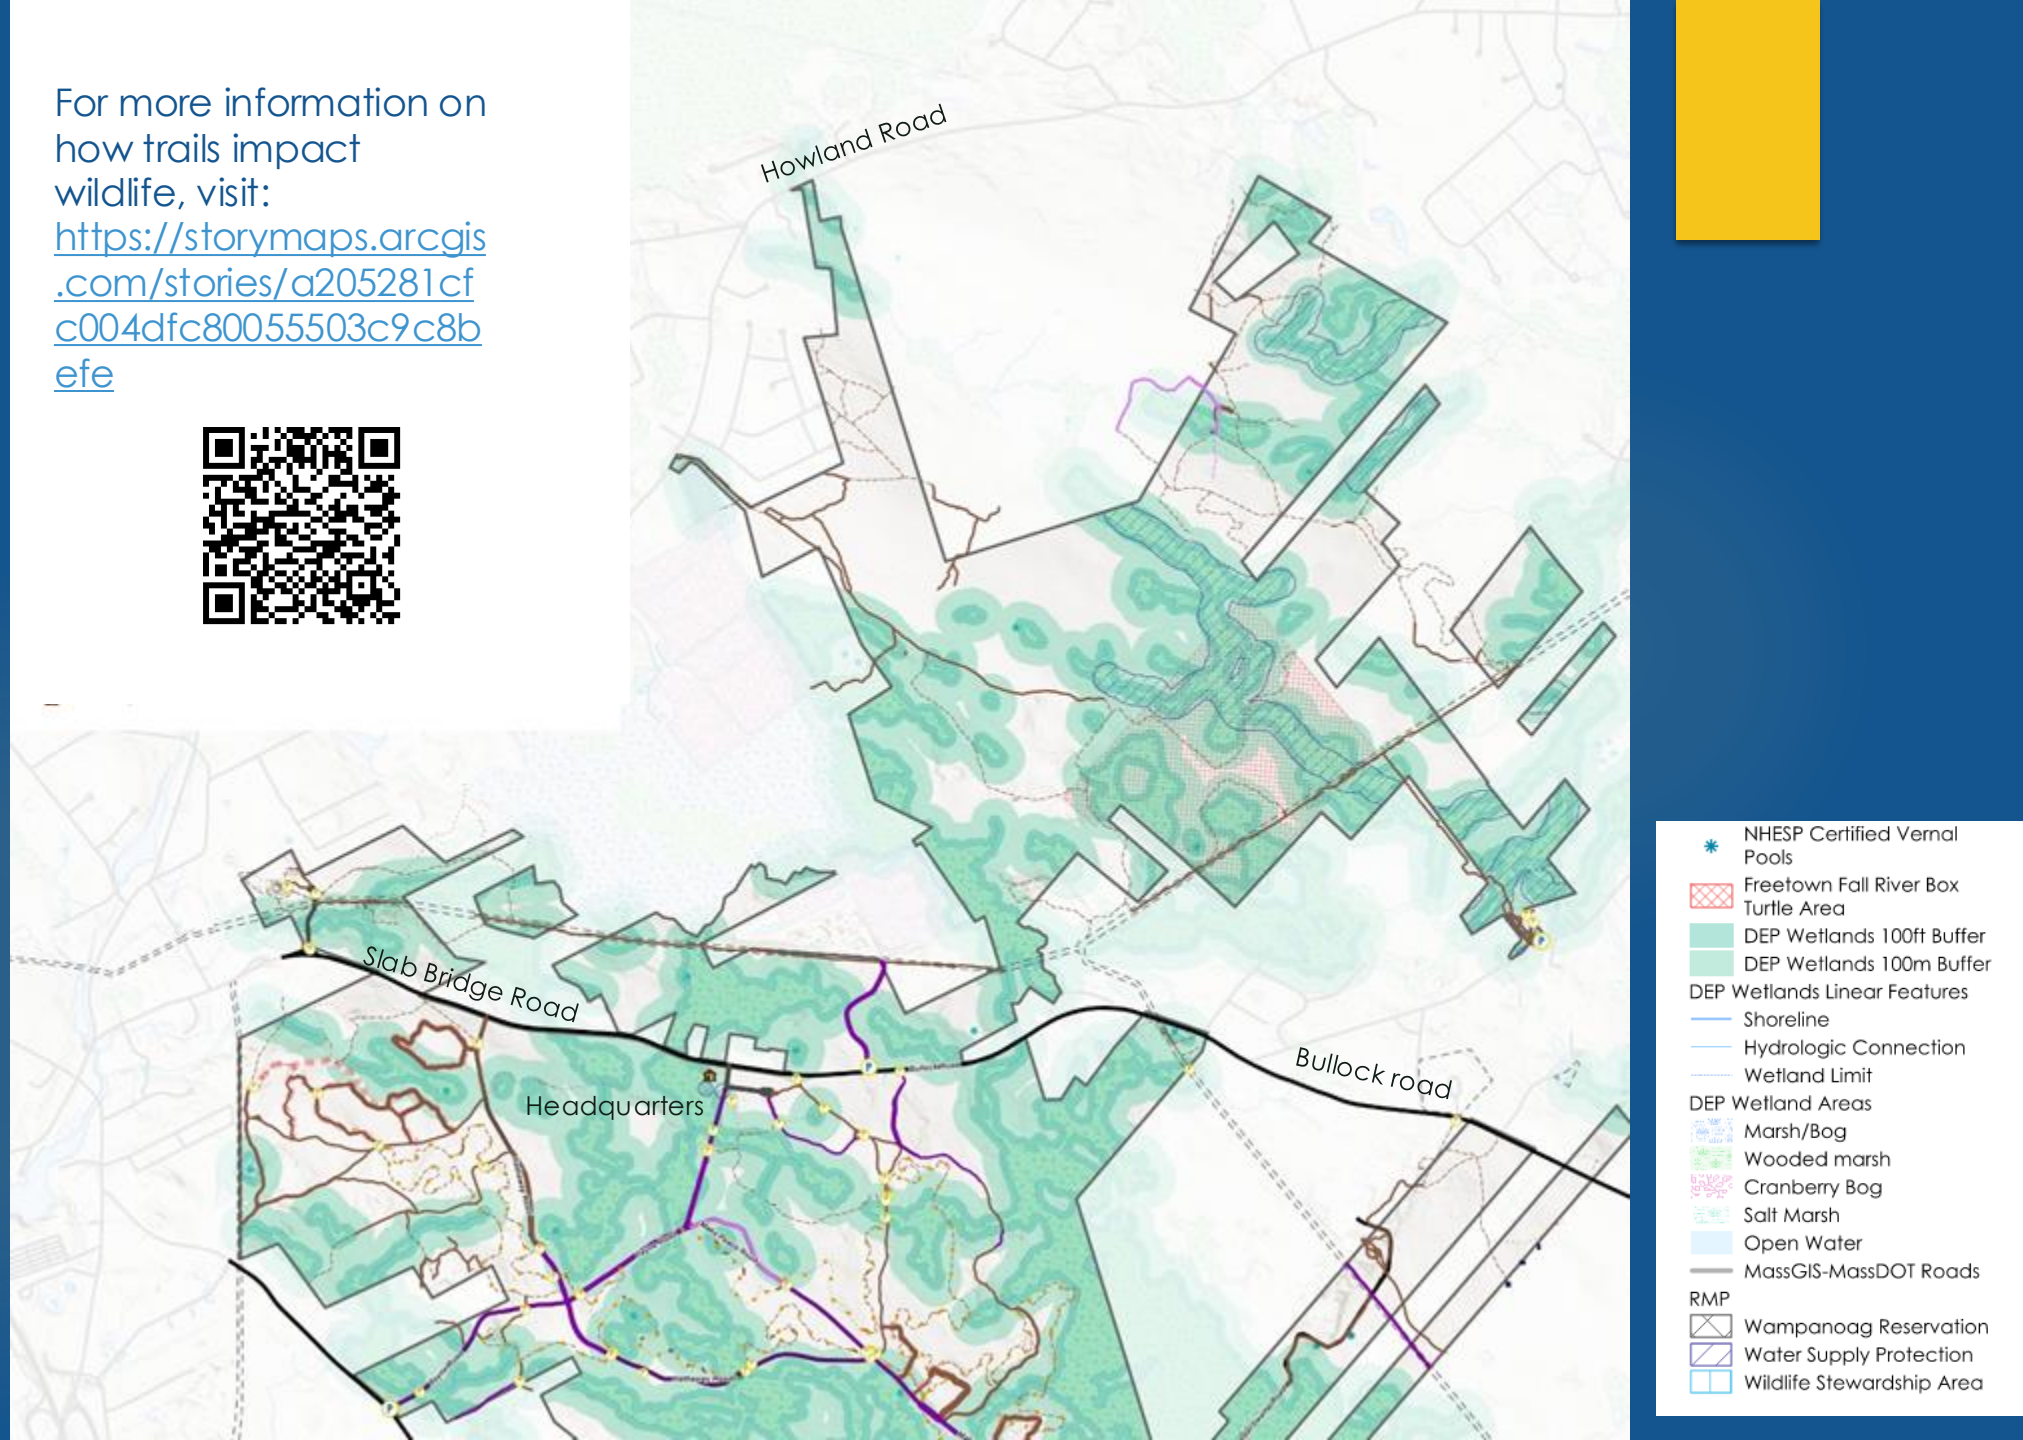 For more information on
how trails impact
wildlife, visit:
https://storymaps.arcgis
.com/stories/a205281cf
c004dfc80055503c9c8b
efe
Howland Road
Slab Bridge Road
Headquarters
Bullock road
NHESP Certified Vernal
Pools
Freetown Fall River Box
Turtle Area
DEP Wetlands 100ft Buffer
DEP Wetlands 100m Buffer
DEP Wetlands Linear Features
Shoreline
Hydrologic Connection
Wetland Limit
DEP Wetland Areas
Marsh/Bog
Wooded marsh
Cranberry Bog
Salt Marsh
Open Water
MassGIS-MassDOT Roads
RMP
Wampanoag Reservation
Water Supply Protection
Wildlife Stewardship Area